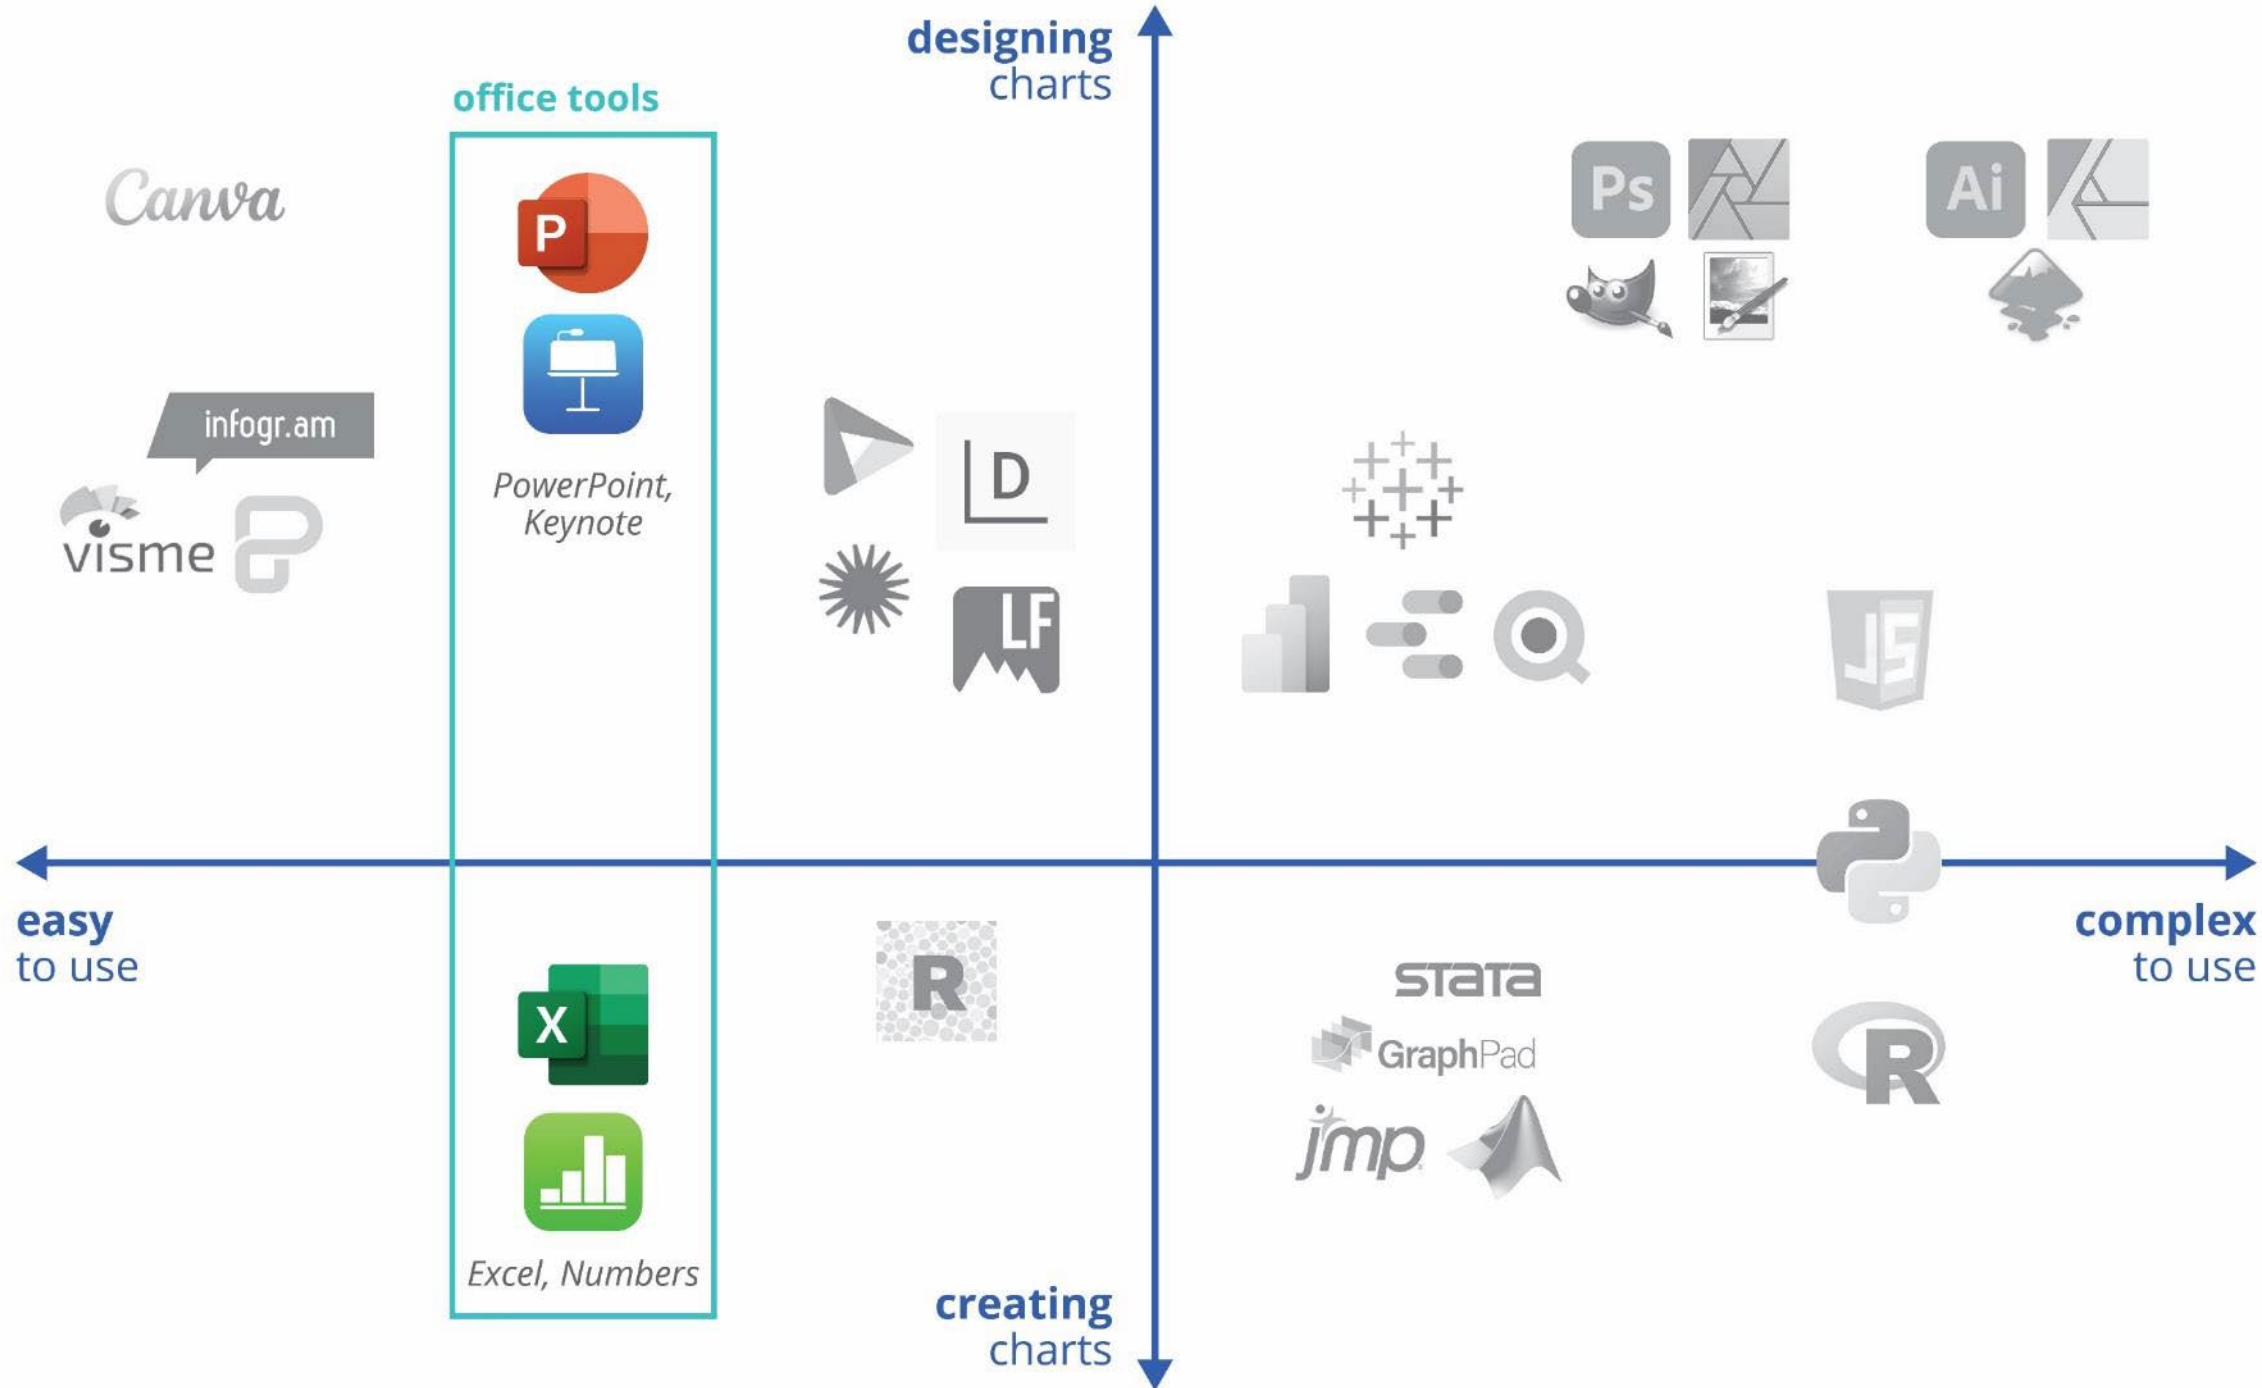 designing
charts
office tools
Canva
P
Ps
Ai
infogr.am
PowerPoint,
Keynote
D
visme
LF
JS
easy
to use
complex
to use
R
STATA
X
GraphPad
R
jmp
Excel, Numbers
creating
charts